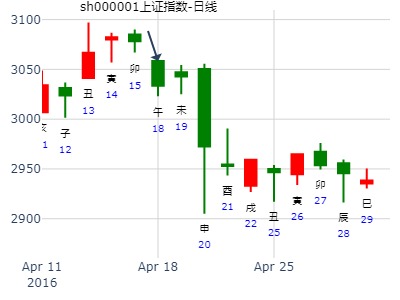 sh000001上证指数-日线
3100
3050
3000
2950
2900
亥
1
子
12
丑
13
寅
14
卯
15
午
18
未
19
申
20
酉
21
戌
22
丑
25
寅
26
卯
27
辰
28
巳
29
Apr 11
2016
Apr 18
Apr 25